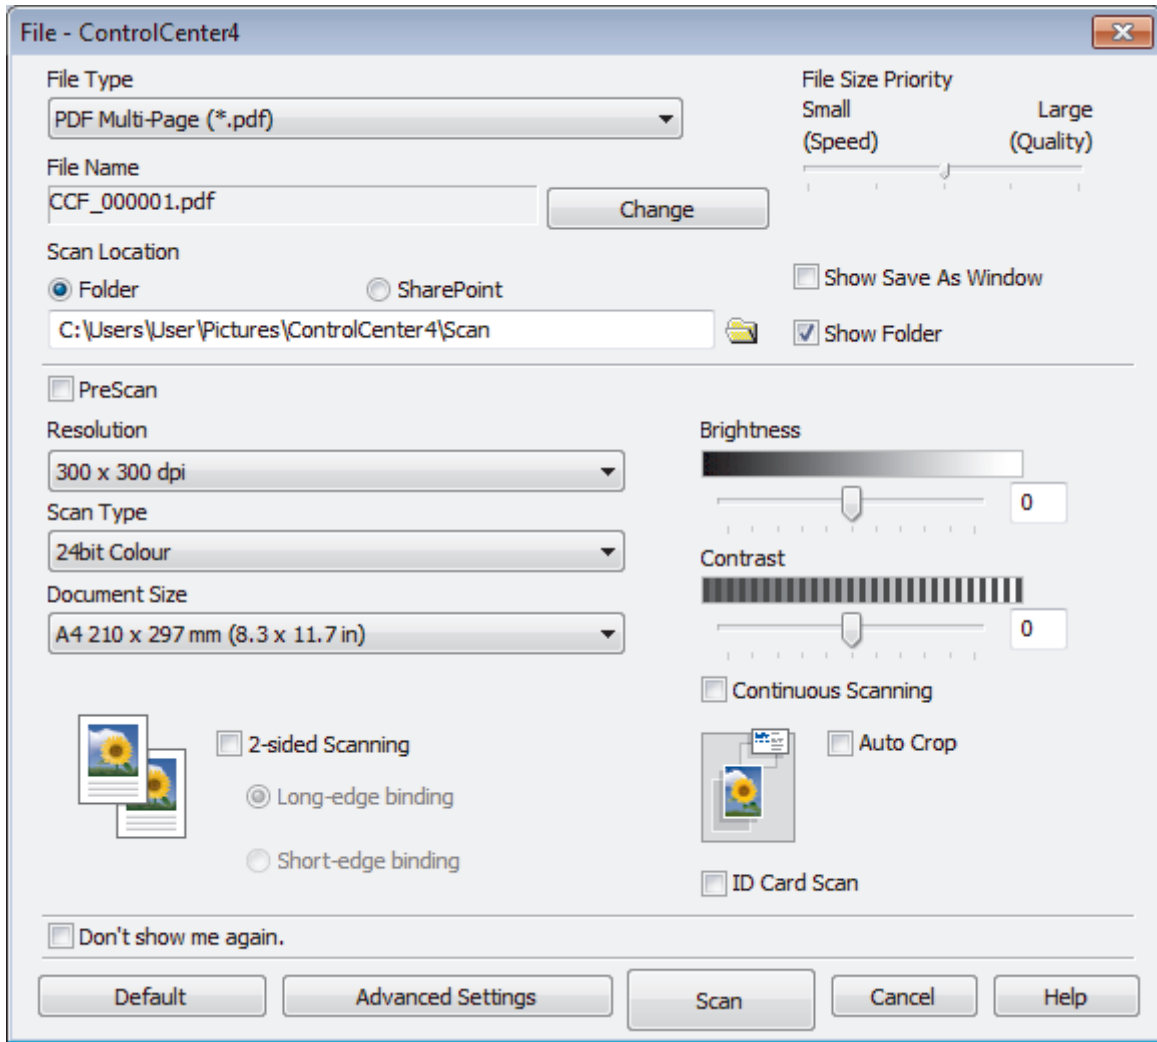 File - ControlCenter4
File Type
File Size Priority
PDF Multi-Page (*.pdf)
Small Large
(Speed) (Quality)
File Name
CCF_000001.pdf
Change
Scan Location
Folder SharePoint
Show Save As Window
C:\Users\User\Pictures\ControlCenter4\Scan
Show Folder
PreScan
Resolution
Brightness
300 x 300 dpi
0
Scan Type
24bit Colour
Contrast
Document Size
A4 210 x 297 mm (8.3 x 11.7 in)
0
Continuous Scanning
2-sided Scanning
Auto Crop
Long-edge binding
Short-edge binding
ID Card Scan
Don't show me again.
Default Advanced Settings Scan Cancel Help